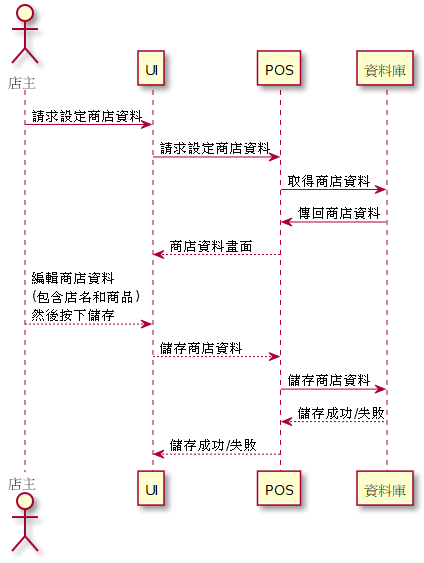 店主
UI
POS
資料庫
請求設定商店資料
請求設定商店資料
取得商店資料
傳回商店資料
商店資料畫面
編輯商店資料
(包含店名和商品)
然後按下儲存
儲存商店資料
儲存商店資料
儲存成功/失敗
儲存成功/失敗
店主
UI
POS
資料庫